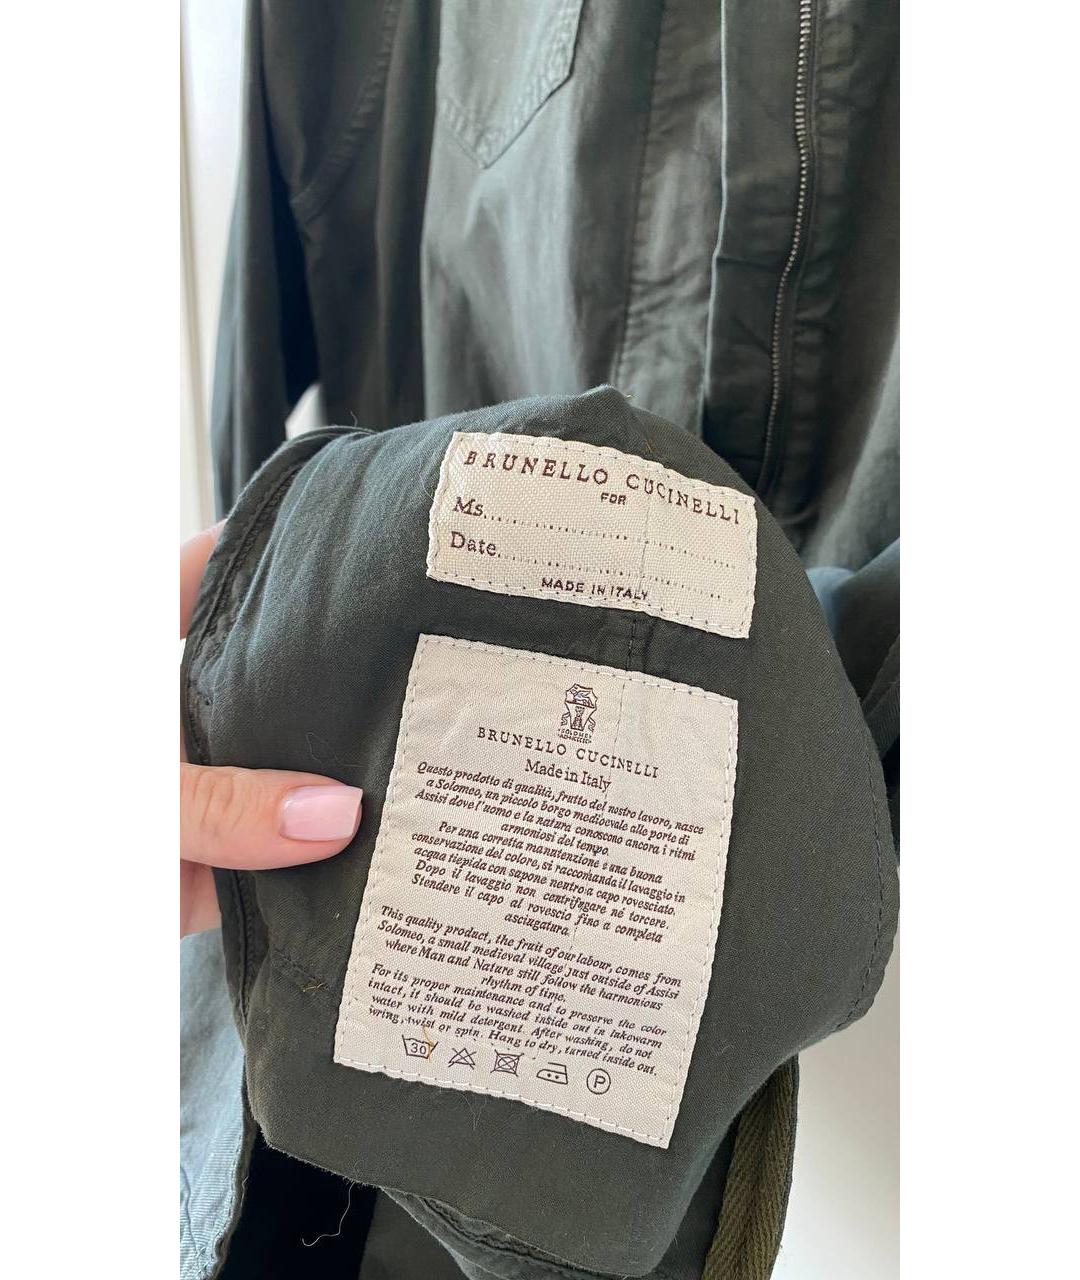 BRUNELLO CUCINELLI
FOR
Ms..............................
Date..............................
MADE IN ITALY
BRUNELLO CUCINELLI
Made in Italy
Questo prodotto di qualità, frutto del nostro lavoro, nasce
a Solomeo, un piccolo borgo medioevale alle porte di
Assisi dove l'uomo e la natura conoscono ancora i ritmi
armoniosi del tempo.
Per una corretta manutenzione e una buona
conservazione del colore, si raccomanda il lavaggio in
acqua tiepida con sapone neutro a capo rovesciato.
Dopo il lavaggio non centrifugare né torcere.
Stendere il capo al rovescio fino a completa
asciugatura.
This quality product, the fruit of our labour, comes from
Solomeo, a small medieval village just outside of Assisi
where Man and Nature still follow the harmonious
rhythm of time.
For its proper maintenance and to preserve the color
intact, it should be washed inside out in lukewarm
water with mild detergent. After washing, do not
wring, twist or spin. Hang to dry, turned inside out.
30 P